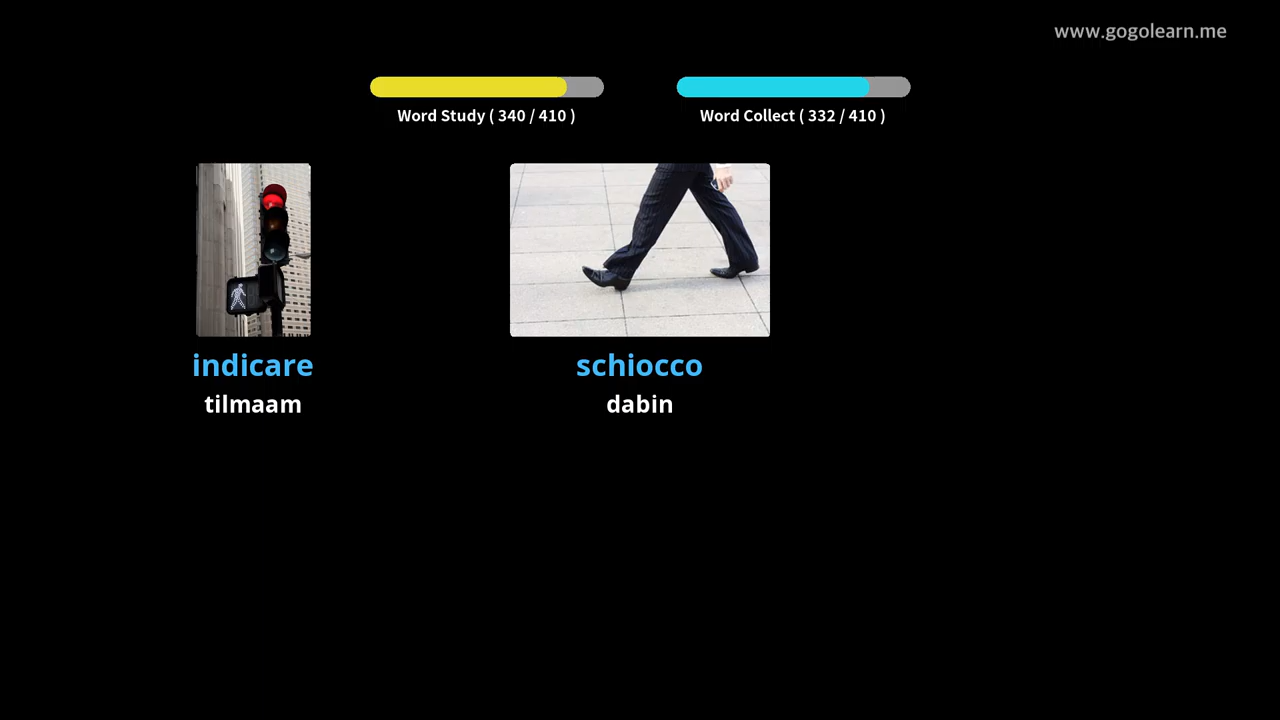 www.gogolearn.me
Word Study ( 340 / 410 )
Word Collect ( 332 / 410 )
indicare
tilmaam
schiocco
dabin